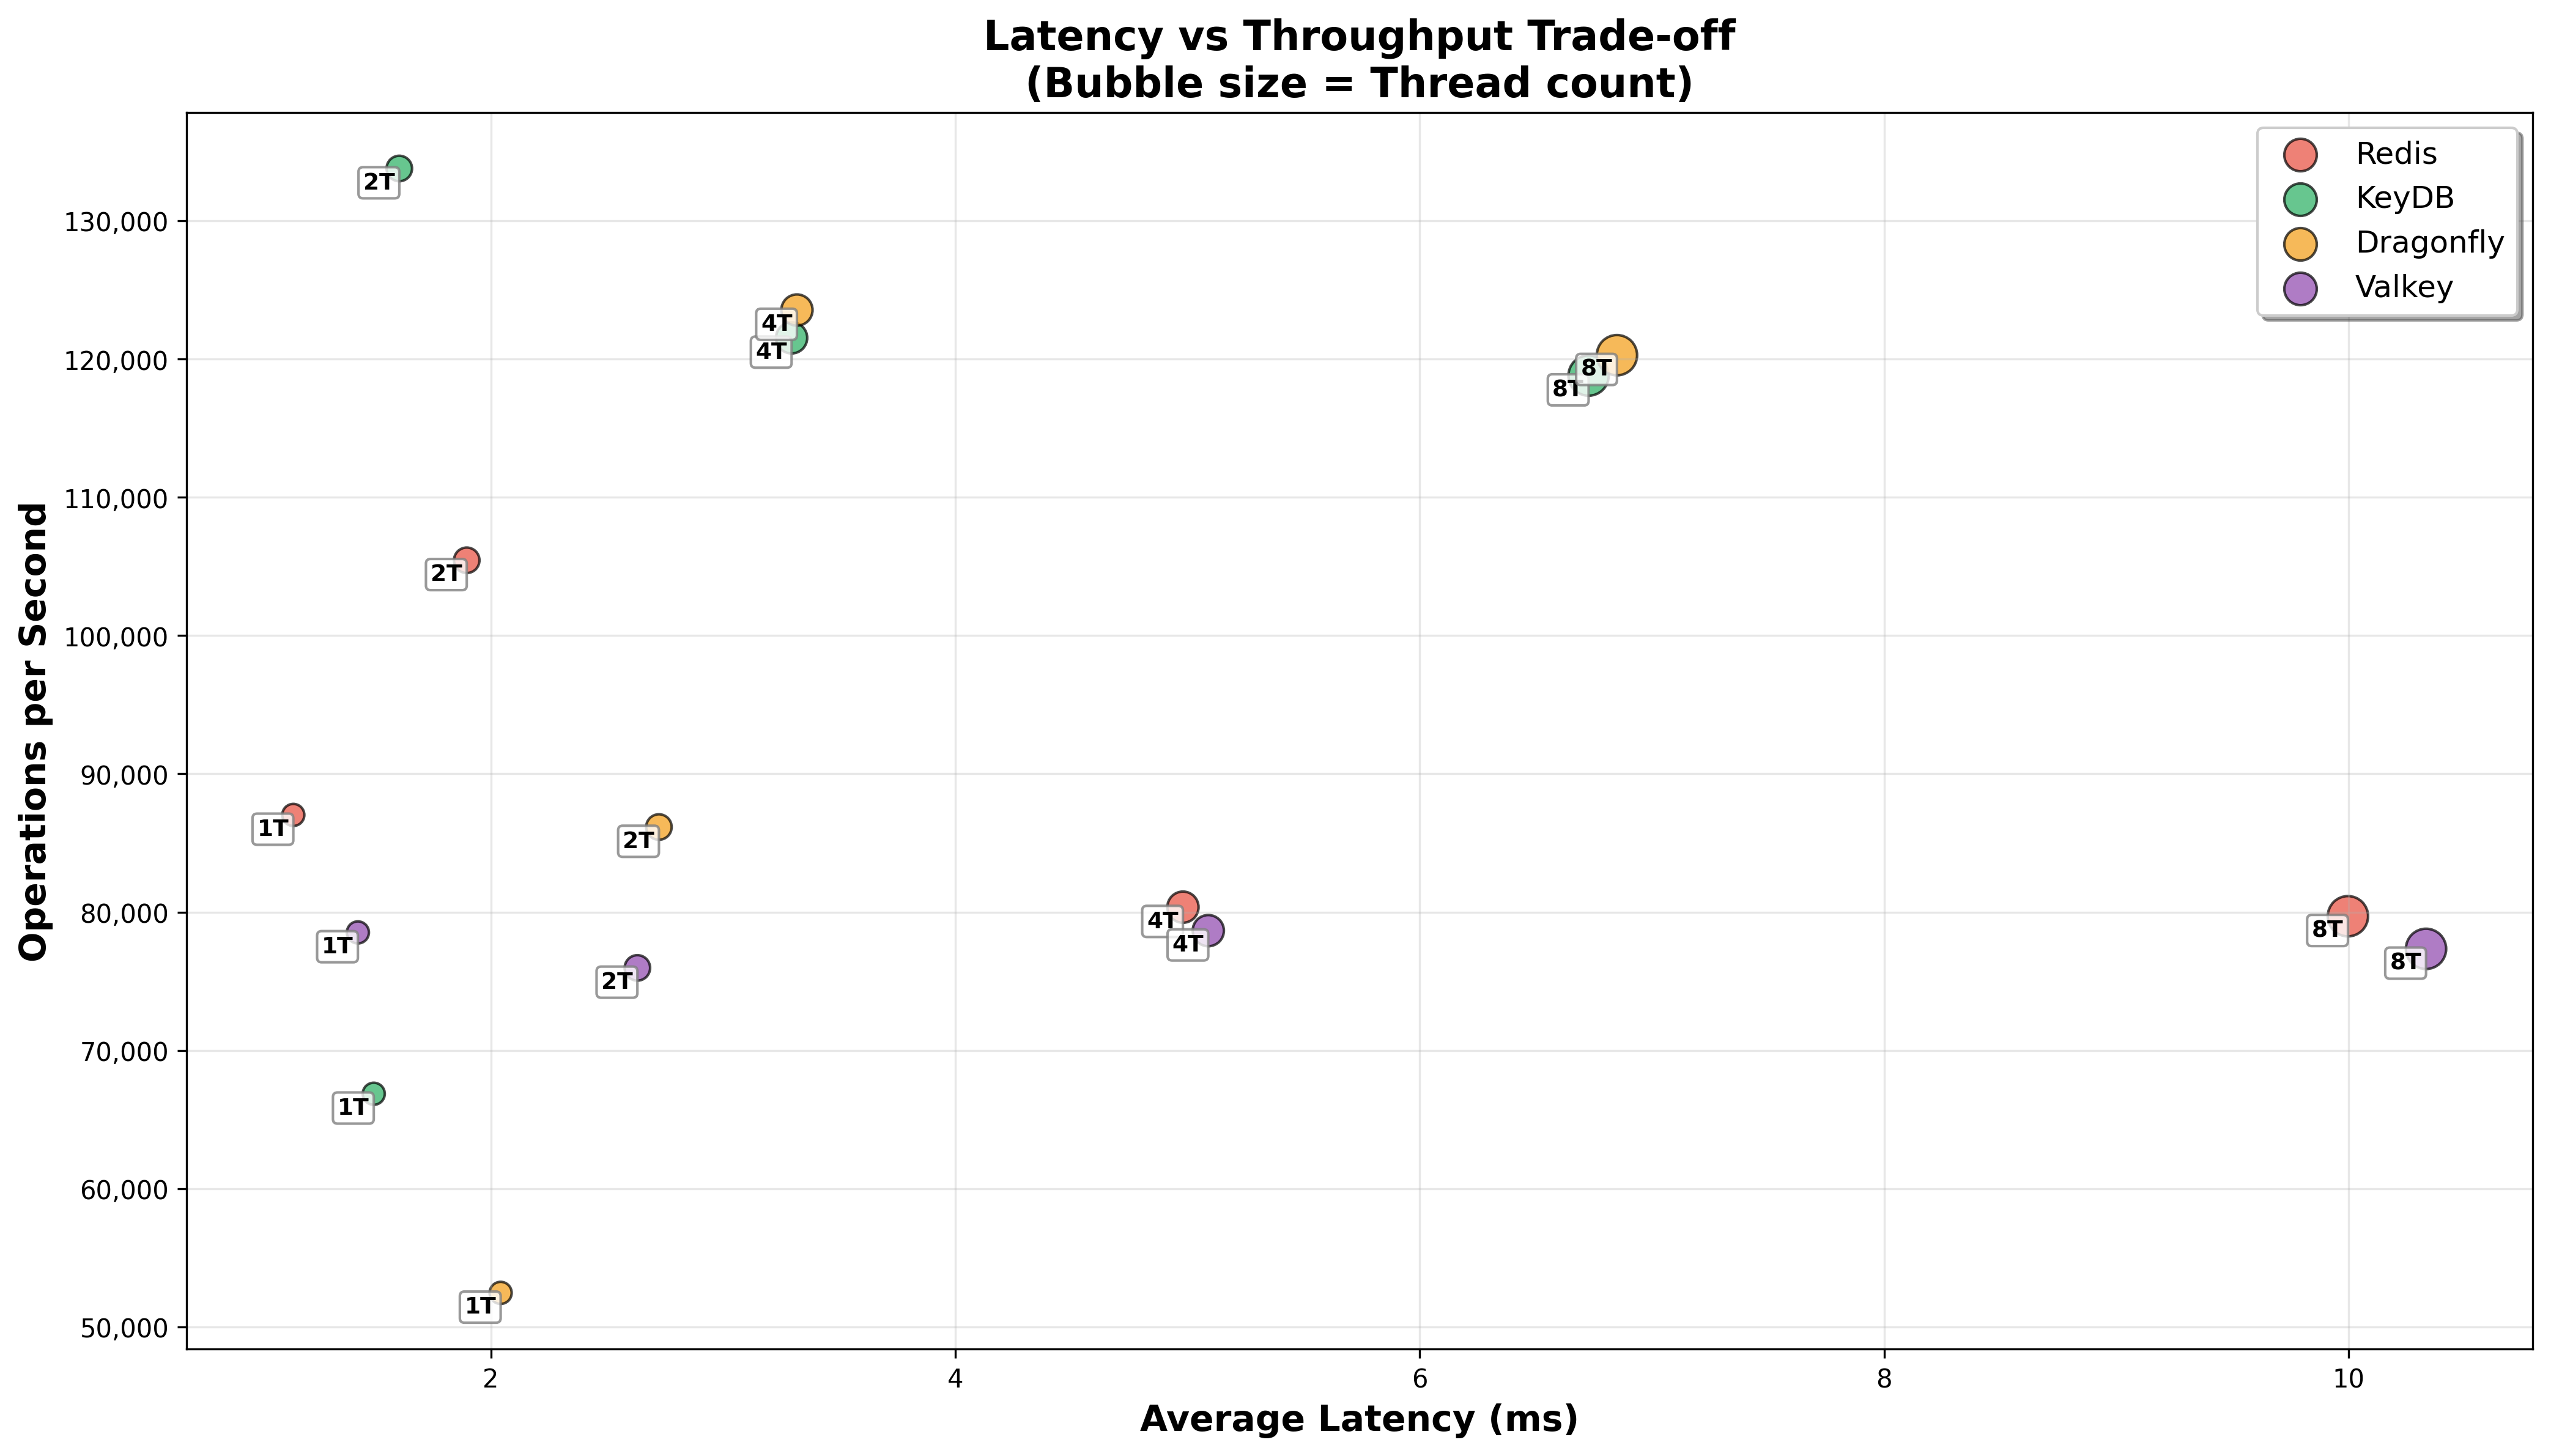 Latency vs Throughput Trade-off
(Bubble size = Thread count)
Redis
KeyDB
Dragonfly
Valkey
Operations per Second
130,000
120,000
110,000
100,000
90,000
80,000
70,000
60,000
50,000
2T
4T
4T
8T
8T
2T
1T
2T
4T
8T
1T
4T
8T
2T
1T
1T
2
4
6
8
10
Average Latency (ms)